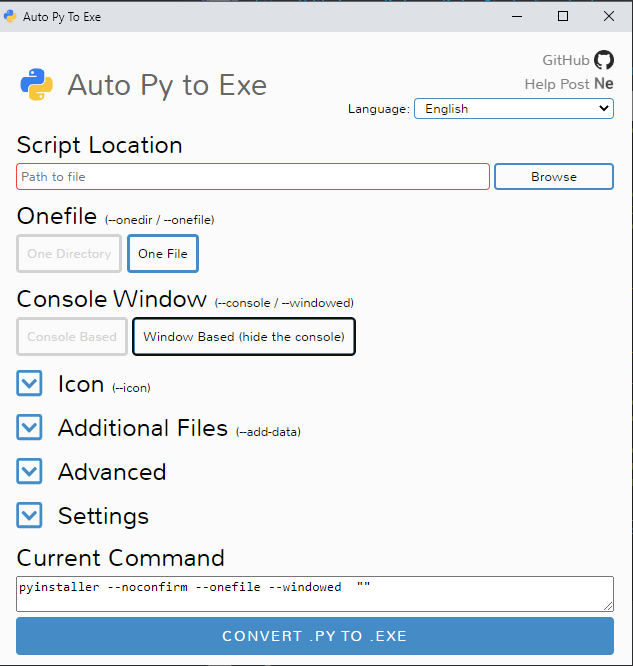 Auto Py To Exe
GitHub
Auto Py to Exe
Help Post Ne
Language: English
Script Location
Path to file
Browse
Onefile (--onedir / --onefile)
One Directory One File
Console Window (--console / --windowed)
Console Based Window Based (hide the console)
Icon (--icon)
Additional Files (--add-data)
Advanced
Settings
Current Command
pyinstaller --noconfirm --onefile --windowed  ""
CONVERT .PY TO .EXE